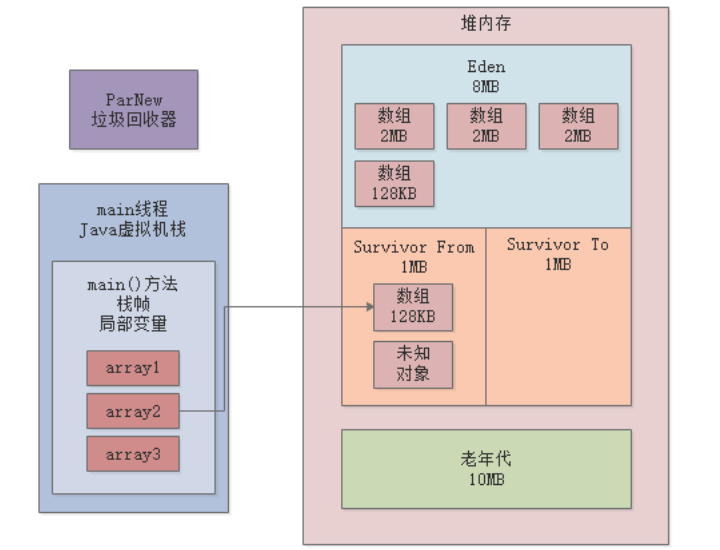 堆内存
ParNew
垃圾回收器
Eden
8MB
数组
2MB
数组
2MB
数组
2MB
数组
128KB
main线程
Java虚拟机栈
main()方法
栈帧
局部变量
array1
array2
array3
Survivor From
1MB
数组
128KB
未知
对象
Survivor To
1MB
老年代
10MB